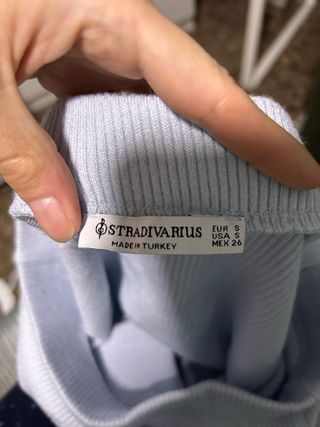 STRADIVARIUS
MADE IN TURKEY
EUR S
USA S
MEX 26